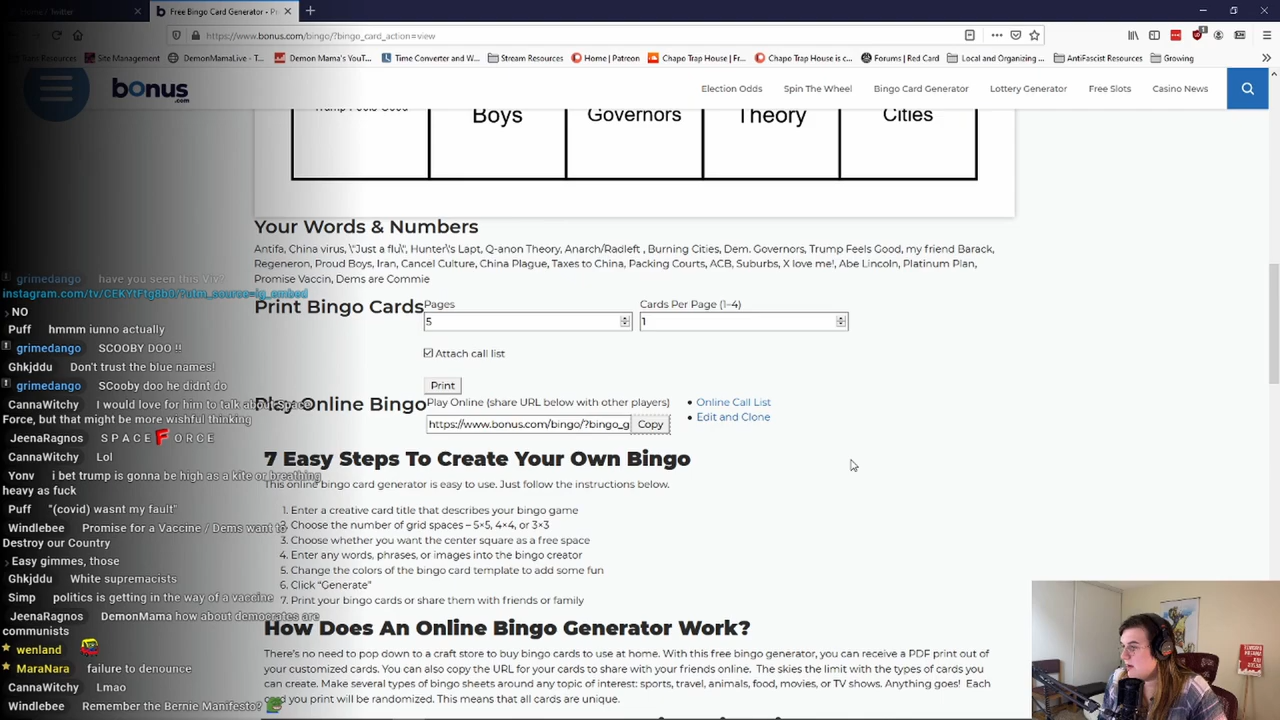 Home / Twitter
Free Bingo Card Generator • Pr
https://www.bonus.com/bingo/?bingo_card_action=view
Site Management
DemonMamaLive - T...
Demon Mama's YouT...
Time Converter and W...
Stream Resources
Home | Patreon
Chapo Trap House | Fr...
Chapo Trap House is c...
Forums | Red Card
Local and Organizing ...
AntiFascist Resources
Growing
bonus
.com
Election Odds
Spin The Wheel
Bingo Card Generator
Lottery Generator
Free Slots
Casino News
Boys
Governors
Theory
Cities
Your Words & Numbers
Antifa, China virus, \"Just a flu\", Hunter\'s Lapt, Q-anon Theory, Anarch/Radleft , Burning Cities, Dem. Governors, Trump Feels Good, my friend Barack,
Regeneron, Proud Boys, Iran, Cancel Culture, China Plague, Taxes to China, Packing Courts, ACB, Suburbs, X love me!, Abe Lincoln, Platinum Plan,
Promise Vaccin, Dems are Commie
Print Bingo Cards
Pages
Cards Per Page (1-4)
5
1
Attach call list
Print
Play Online Bingo
Play Online (share URL below with other players)
https://www.bonus.com/bingo/?bingo_g
Copy
Online Call List
Edit and Clone
7 Easy Steps To Create Your Own Bingo
This online bingo card generator is easy to use. Just follow the instructions below.
1. Enter a creative card title that describes your bingo game
2. Choose the number of grid spaces – 5×5, 4×4, or 3×3
3. Choose whether you want the center square as a free space
4. Enter any words, phrases, or images into the bingo creator
5. Change the colors of the bingo card template to add some fun
6. Click “Generate”
7. Print your bingo cards or share them with friends or family
How Does An Online Bingo Generator Work?
There’s no need to pop down to a craft store to buy bingo cards to use at home. With this free bingo generator, you can receive a PDF print out of
your customized cards. You can also copy the URL for your cards to share with your friends online. The skies the limit with the types of cards you
can create. Make several types of bingo sheets around any topic of interest: sports, travel, animals, food, movies, or TV shows. Anything goes! Each
card you print will be randomized. This means that all cards are unique.
grimedango have you seen this Viv?
instagram.com/tv/CEKYtFtg8b0/?utm_source=ig_embed
NO
Puff hmmm iunno actually
grimedango SCOOBY DOO !!
Ghkjddu Don't trust the blue names!
grimedango SCooby doo he didnt do
CannaWitchy I would love for him to talk about Space
Force, but that might be more wishful thinking
JeenaRagnos S P A C E F O R C E
CannaWitchy Lol
Yonv i bet trump is gonna be high as a kite or breathing
heavy as fuck
Puff "(covid) wasnt my fault"
Windlebee Promise for a Vaccine / Dems want to
Destroy our Country
Easy gimmes, those
Ghkjddu White supremacists
Simp politics is getting in the way of a vaccine
JeenaRagnos DemonMama how about democrates are
communists
wenland
MaraNara failure to denounce
CannaWitchy Lmao
Windlebee Remember the Bernie Manifesto?